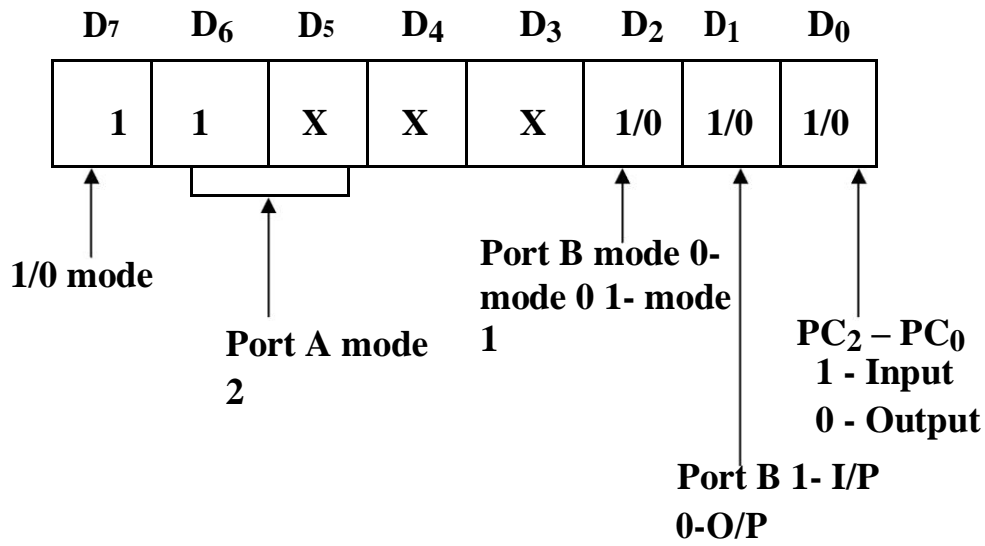 D7 D6 D5 D4 D3 D2 D1 D0
1 1 X X X 1/0 1/0 1/0
1/0 mode
Port A mode
2
Port B mode 0-
mode 0 1- mode
1
PC2 – PC0
1 - Input
0 - Output
Port B 1- I/P
0-O/P